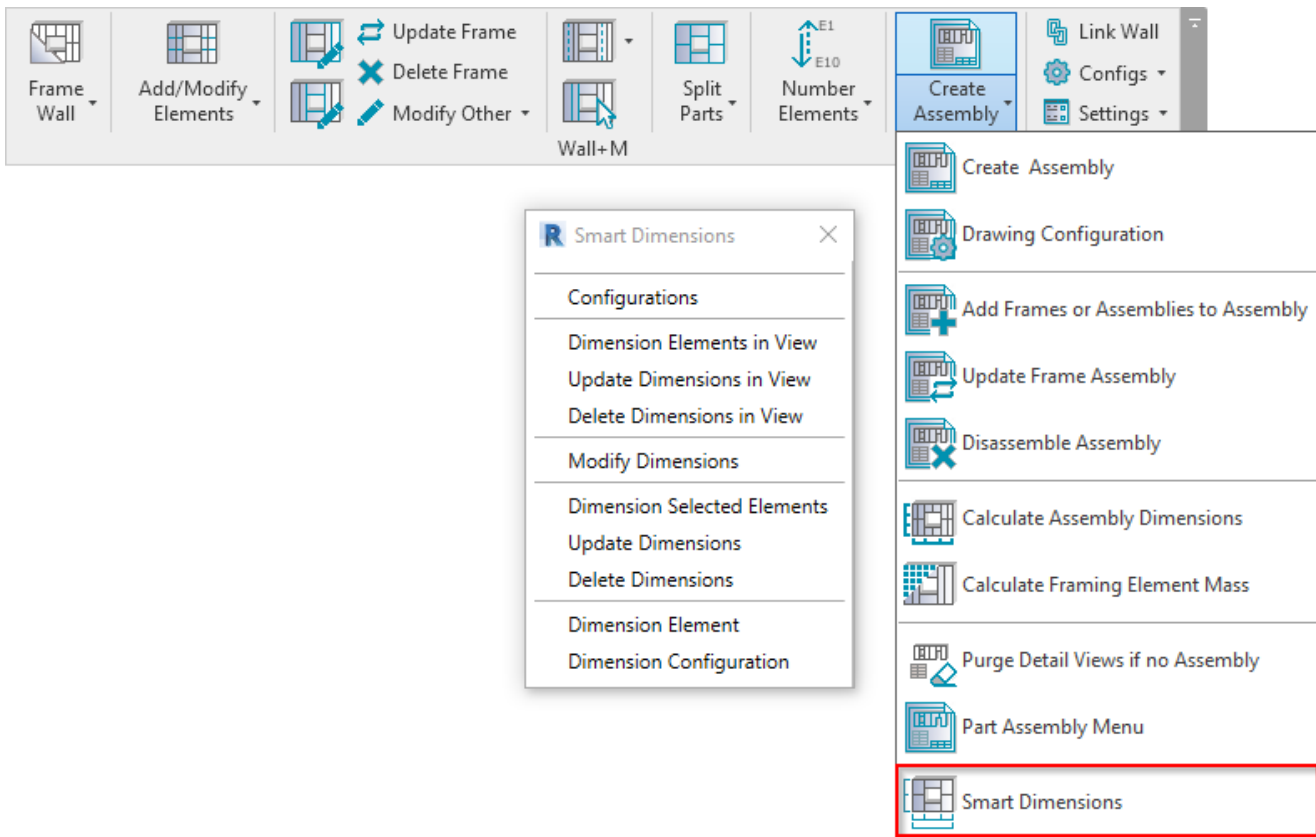 Frame
Wall
Add/Modify
Elements
Update Frame
Delete Frame
Modify Other
Split
Parts
E1
E10
Number
Elements
Create
Assembly
Link Wall
Configs
Settings
Wall+M
R Smart Dimensions
Configurations
Dimension Elements in View
Update Dimensions in View
Delete Dimensions in View
Modify Dimensions
Dimension Selected Elements
Update Dimensions
Delete Dimensions
Dimension Element
Dimension Configuration
Create Assembly
Drawing Configuration
Add Frames or Assemblies to Assembly
Update Frame Assembly
Disassemble Assembly
Calculate Assembly Dimensions
Calculate Framing Element Mass
Purge Detail Views if no Assembly
Part Assembly Menu
Smart Dimensions